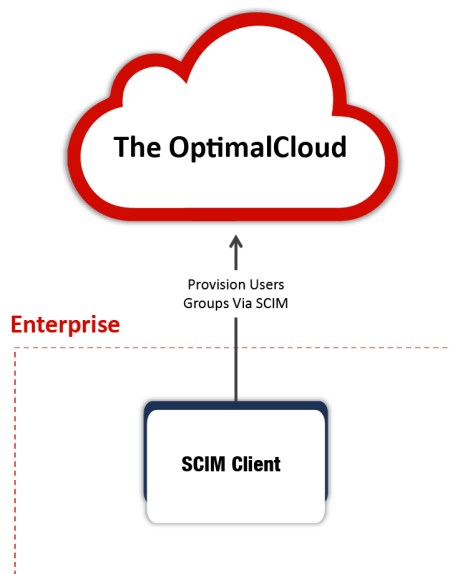 The OptimalCloud
Provision Users
Groups Via SCIM
Enterprise
SCIM Client